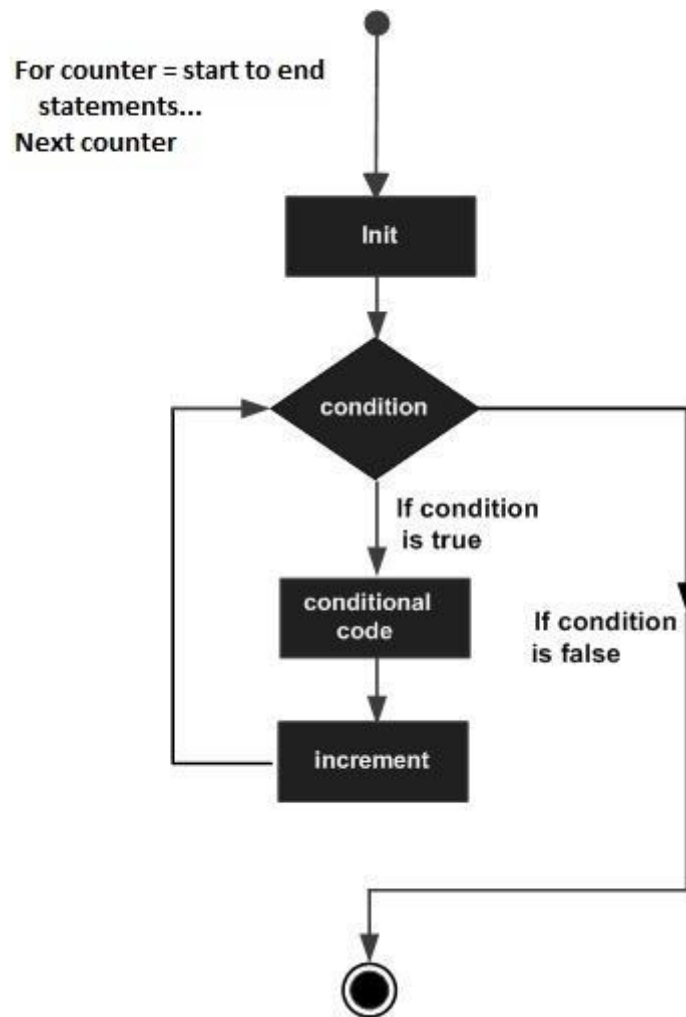 For counter = start to end
statements...
Next counter
Init
condition
If condition
is true
conditional
code
If condition
is false
increment